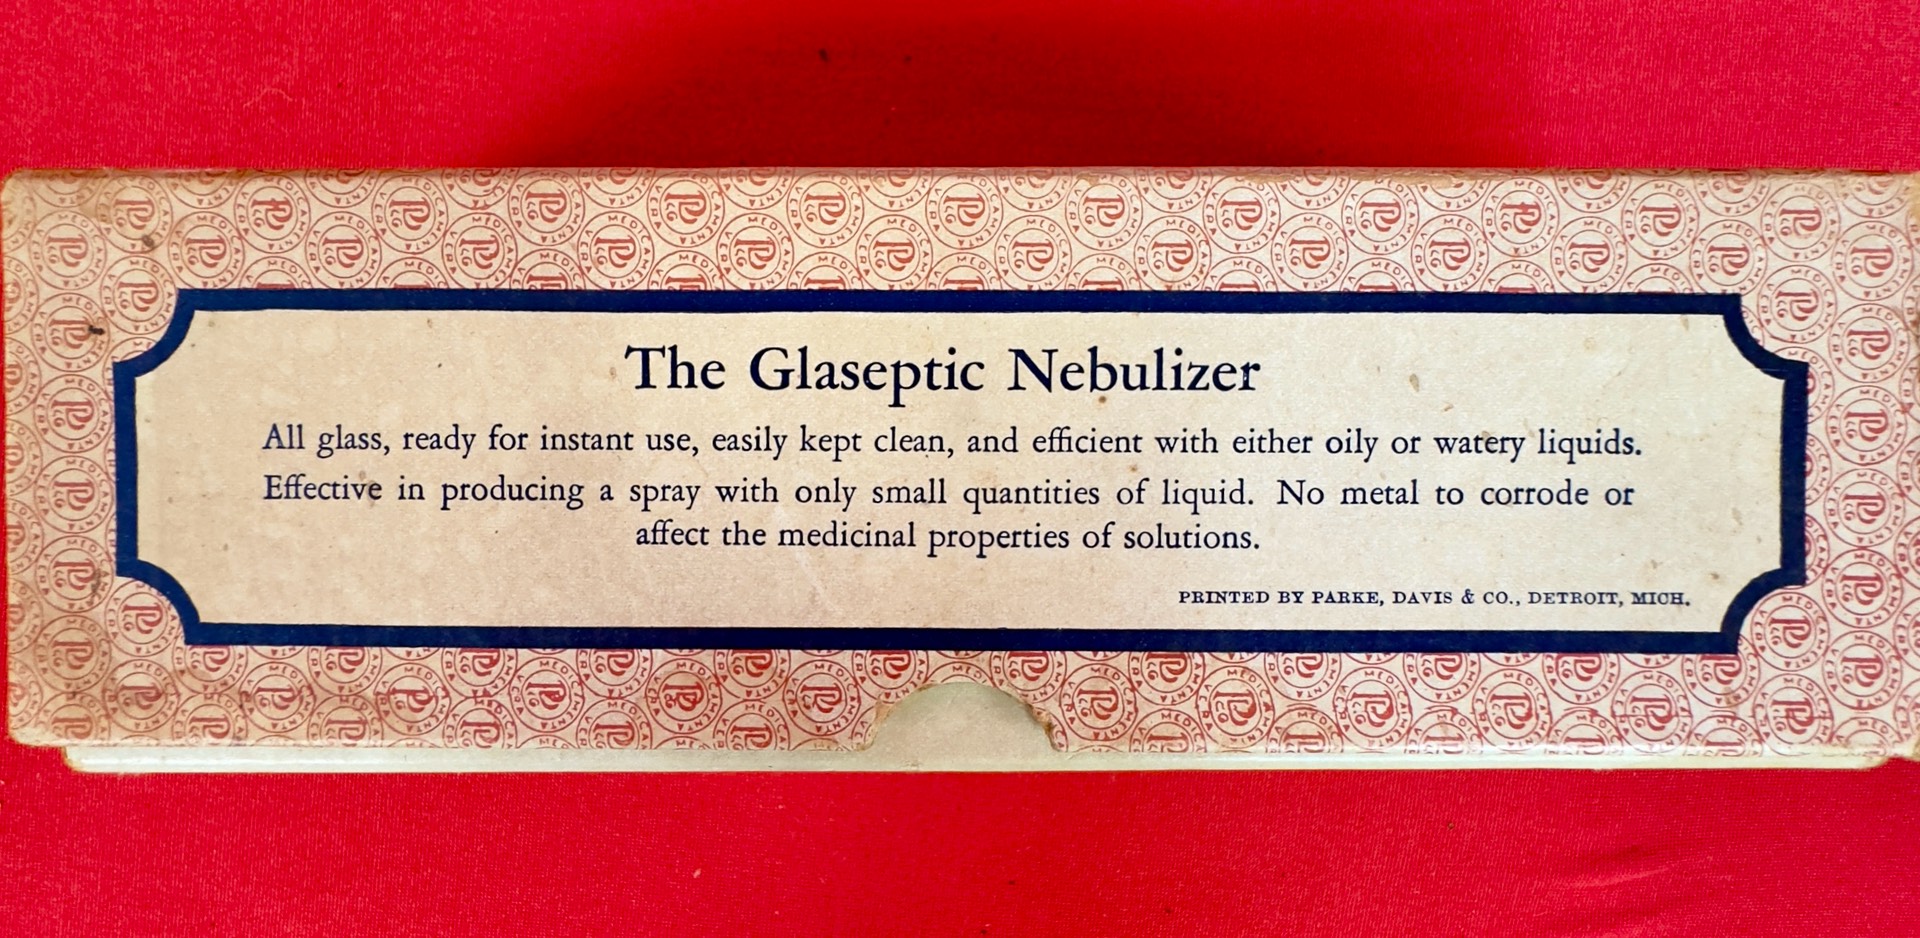 The Glaseptic Nebulizer
All glass, ready for instant use, easily kept clean, and efficient with either oily or watery liquids.
Effective in producing a spray with only small quantities of liquid. No metal to corrode or
affect the medicinal properties of solutions.
PRINTED BY PARKE, DAVIS & CO., DETROIT, MICH.
MEDICAMENTA VERA